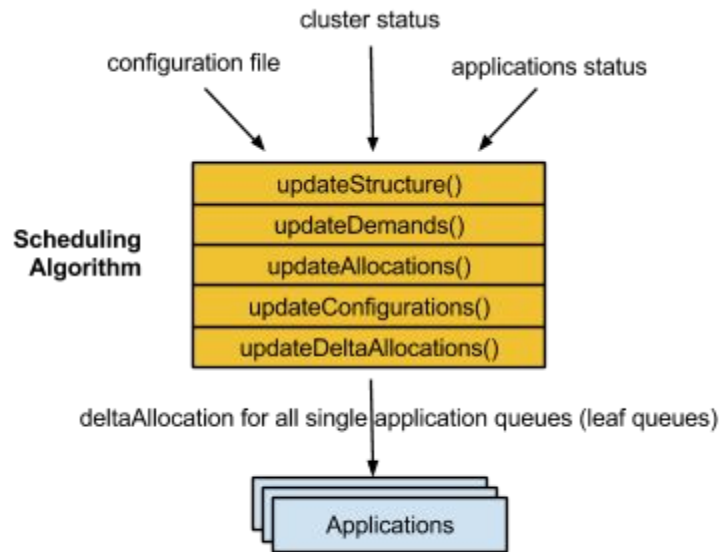 cluster status
configuration file
applications status
updateStructure()
updateDemands()
Scheduling
Algorithm
updateAllocations()
updateConfigurations()
updateDeltaAllocations()
deltaAllocation for all single application queues (leaf queues)
Applications